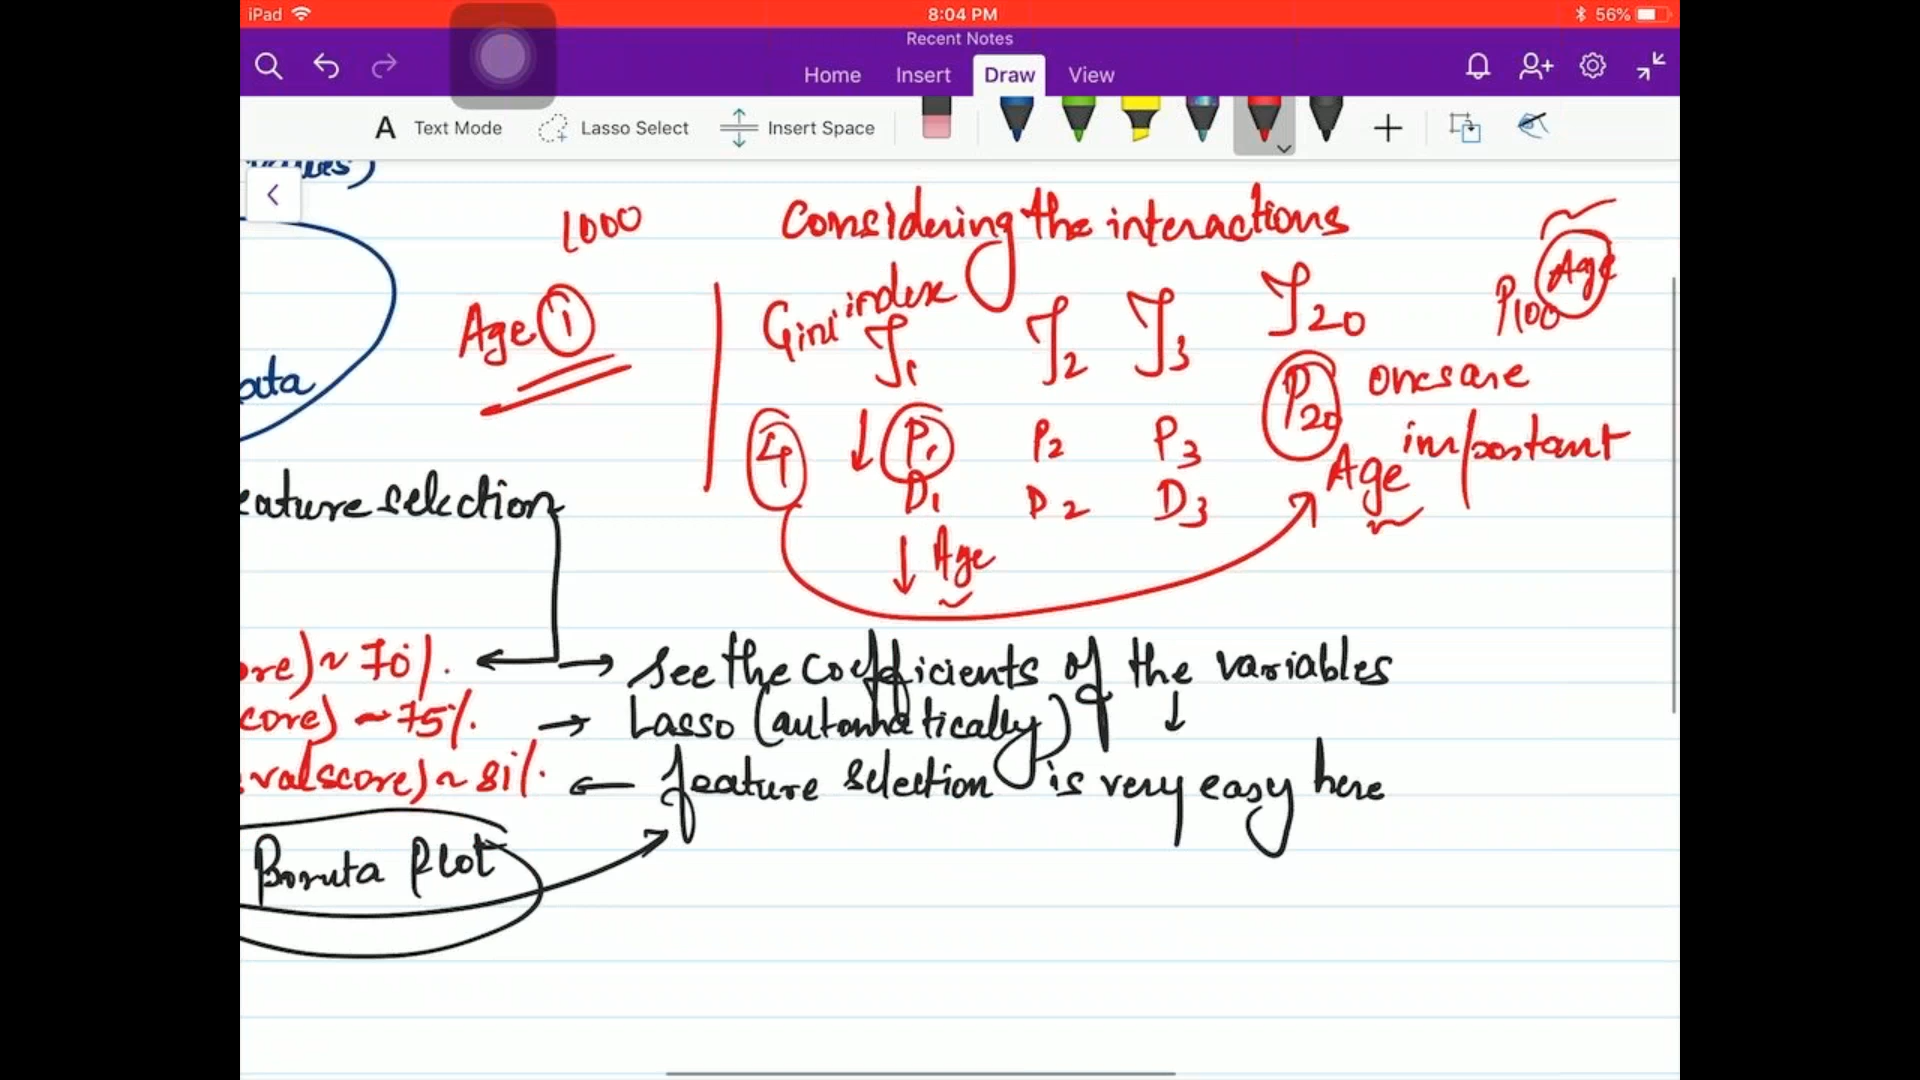 iPad 8:04 PM 56%
Recent Notes
Home Insert Draw View
A Text Mode Lasso Select Insert Space
1000 Considering the interactions
Age
P100
Age 1
Gini index
T1 T2 T3 T20
ones are
4 P1 P2 P3 P20
important
D1 D2 D3 Age
Age
eature selection
ore) ~ 70%. see the coefficients of the variables
core) ~ 75%. Lasso (automatically)
valscore) ~ 81%. feature selection is very easy here
Boruta Plot